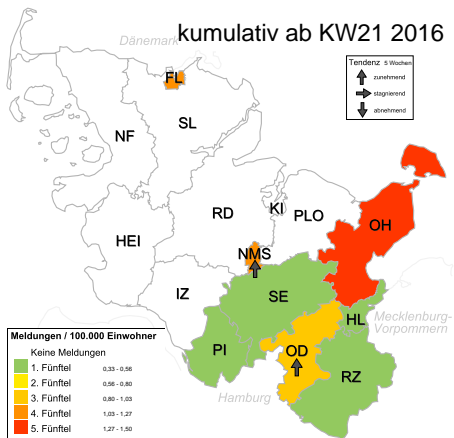 kumulativ ab KW21 2016
Dänemark
Tendenz 5 Wochen
zunehmend
stagnierend
abnehmend
FL
SL
NF
RD
KI
PLO
OH
HEI
NMS
IZ
SE
HL
Mecklenburg-
Vorpommern
PI
OD
RZ
Hamburg
Meldungen / 100.000 Einwohner
Keine Meldungen
1. Fünftel 0,33 - 0,56
2. Fünftel 0,56 - 0,80
3. Fünftel 0,80 - 1,03
4. Fünftel 1,03 - 1,27
5. Fünftel 1,27 - 1,50